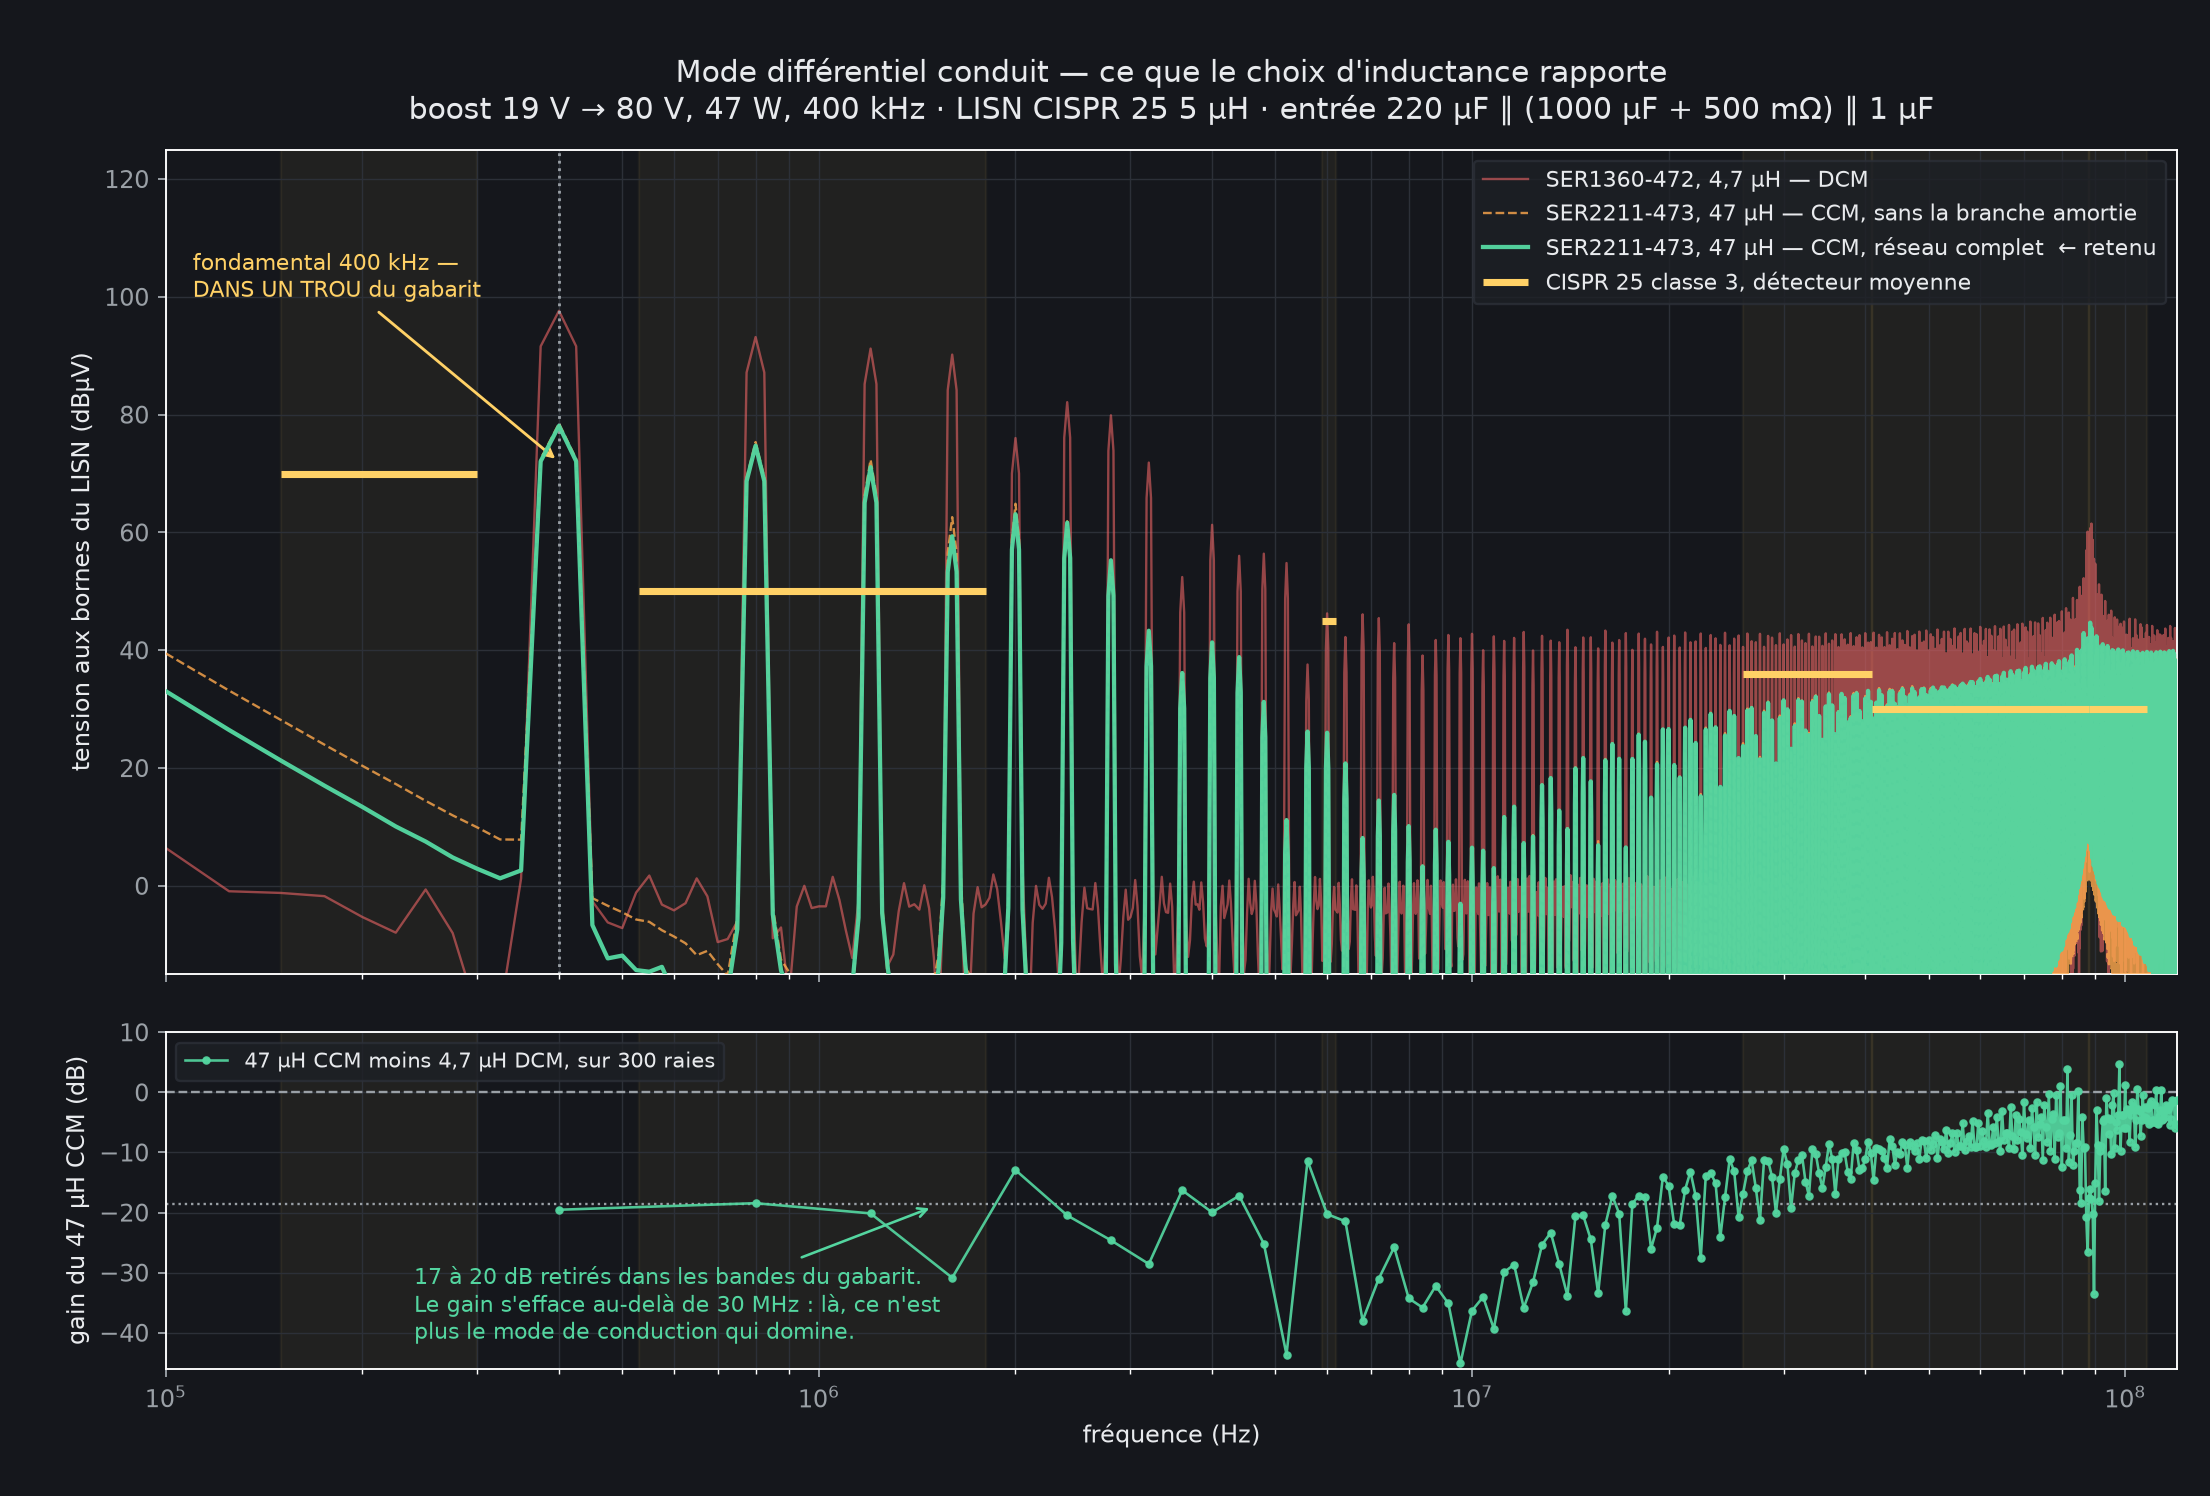 Mode différentiel conduit — ce que le choix d'inductance rapporte
boost 19 V → 80 V, 47 W, 400 kHz · LISN CISPR 25 5 µH · entrée 220 µF ∥ (1000 µF + 500 mΩ) ∥ 1 µF
SER1360-472, 4,7 µH — DCM
SER2211-473, 47 µH — CCM, sans la branche amortie
SER2211-473, 47 µH — CCM, réseau complet ← retenu
CISPR 25 classe 3, détecteur moyenne
fondamental 400 kHz —
DANS UN TROU du gabarit
tension aux bornes du LISN (dBµV)
120
100
80
60
40
20
0
47 µH CCM moins 4,7 µH DCM, sur 300 raies
17 à 20 dB retirés dans les bandes du gabarit.
Le gain s'efface au-delà de 30 MHz : là, ce n'est
plus le mode de conduction qui domine.
gain du 47 µH CCM (dB)
10
0
−10
−20
−30
−40
10⁵
10⁶
10⁷
10⁸
fréquence (Hz)